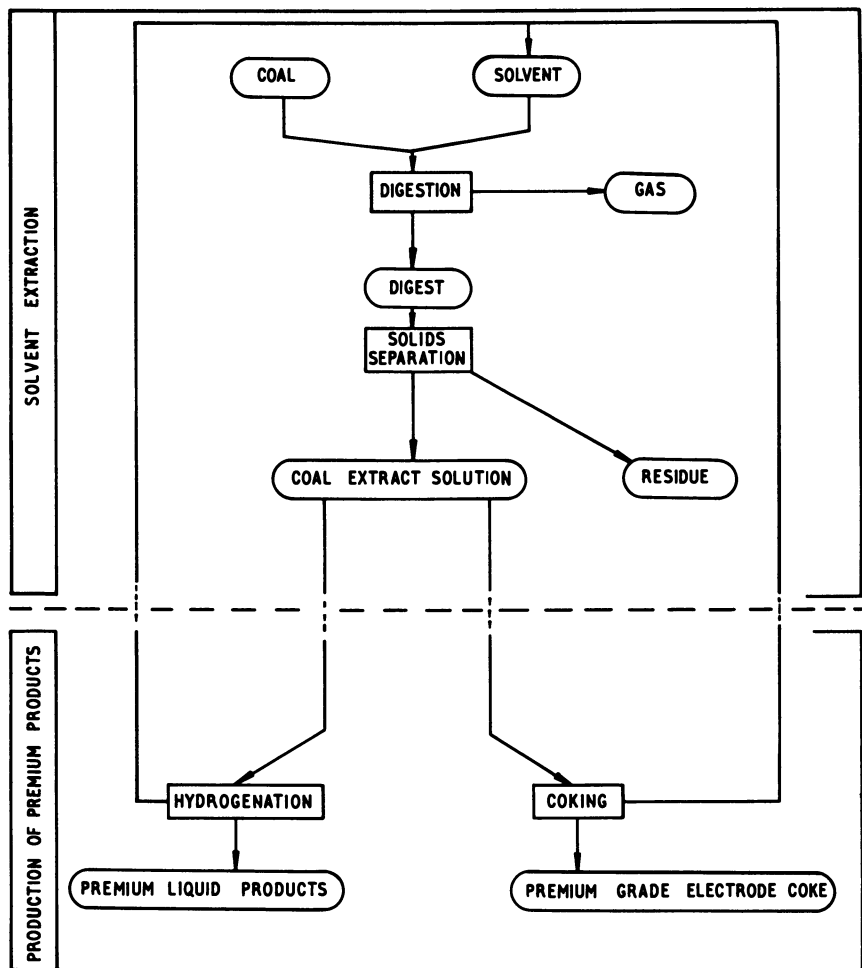 SOLVENT EXTRACTION
COAL
SOLVENT
DIGESTION
GAS
DIGEST
SOLIDS
SEPARATION
COAL EXTRACT SOLUTION
RESIDUE
PRODUCTION OF PREMIUM PRODUCTS
HYDROGENATION
COKING
PREMIUM LIQUID PRODUCTS
PREMIUM GRADE ELECTRODE COKE